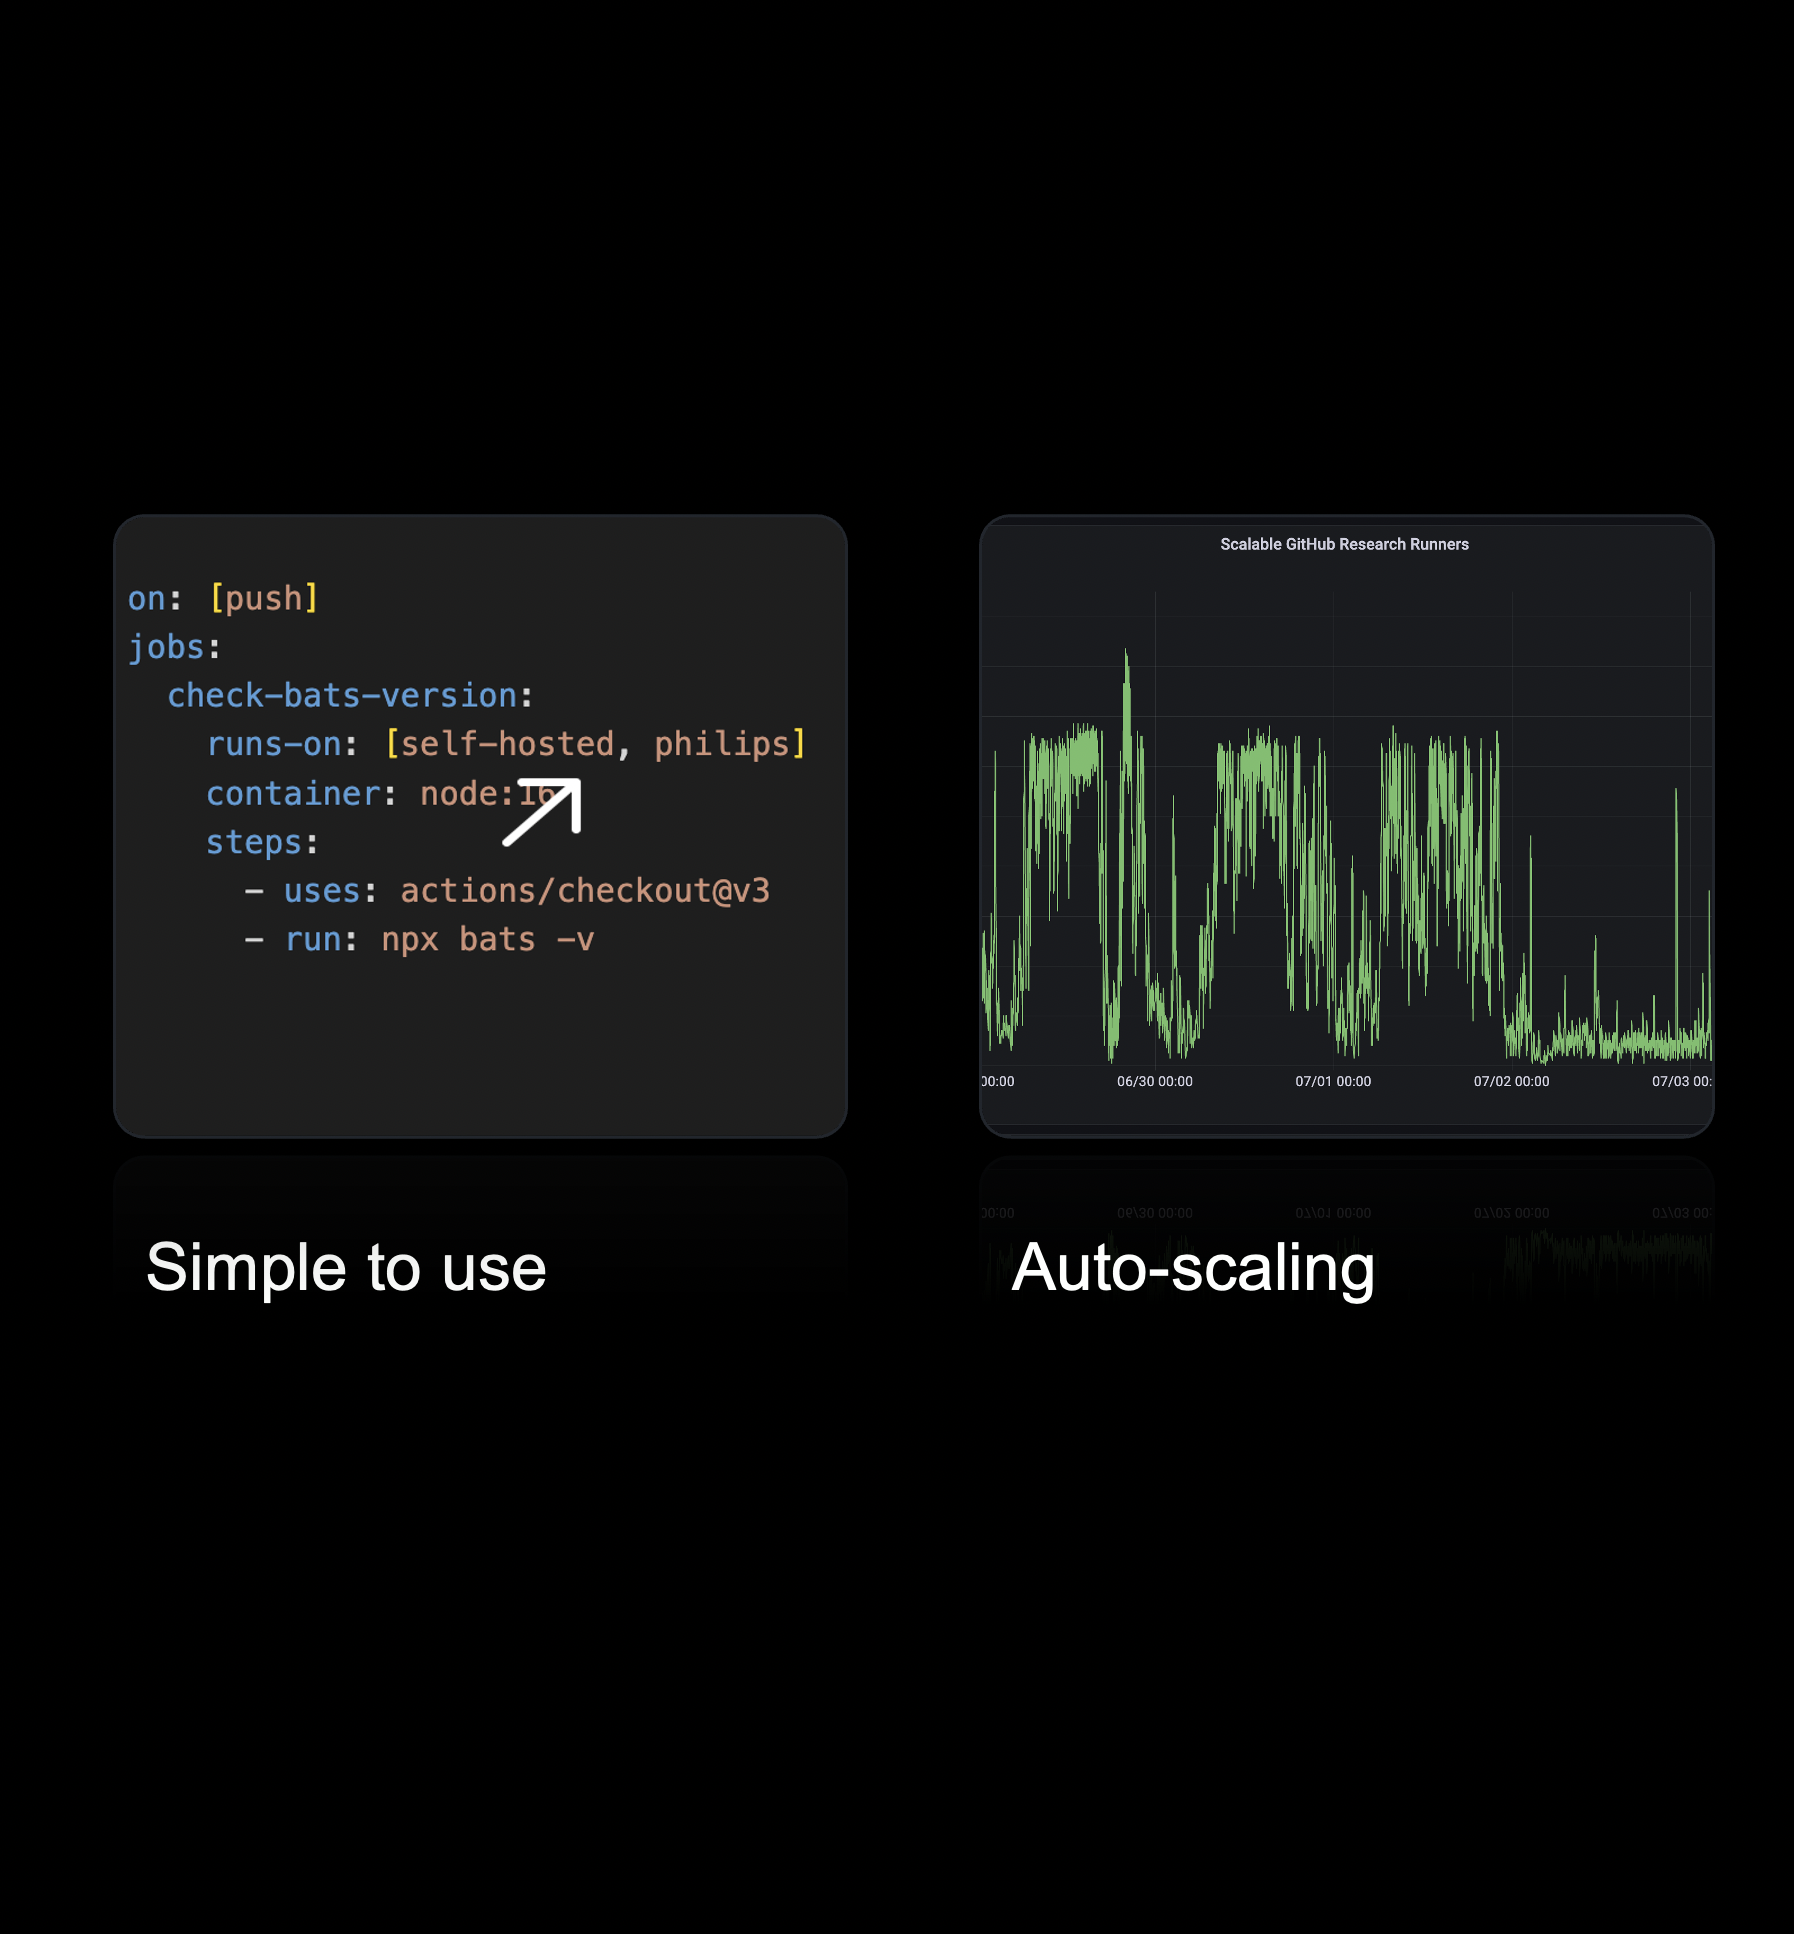 on: [push]
jobs:
  check-bats-version:
    runs-on: [self-hosted, philips]
    container: node:16
    steps:
      - uses: actions/checkout@v3
      - run: npx bats -v
Simple to use
Scalable GitHub Research Runners
00:00 06/30 00:00 07/01 00:00 07/02 00:00 07/03 00:
Auto-scaling